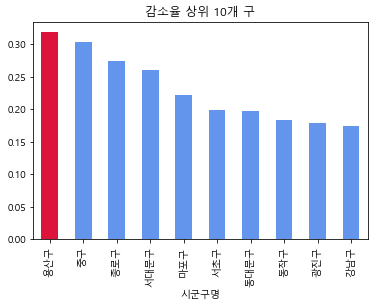 감소율 상위 10개 구
0.30
0.25
0.20
0.15
0.10
0.05
0.00
용산구
중구
종로구
서대문구
마포구
서초구
동대문구
동작구
광진구
강남구
시군구명